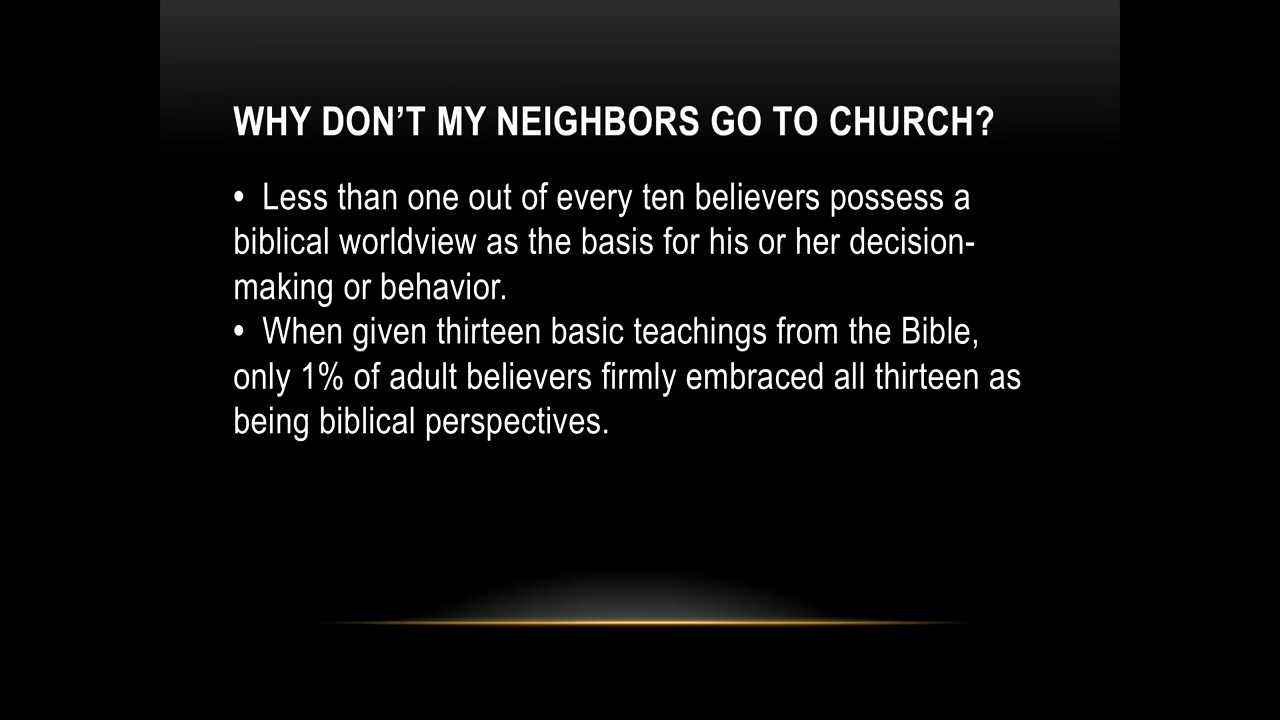 WHY DON’T MY NEIGHBORS GO TO CHURCH?
• Less than one out of every ten believers possess a
biblical worldview as the basis for his or her decision-
making or behavior.
• When given thirteen basic teachings from the Bible,
only 1% of adult believers firmly embraced all thirteen as
being biblical perspectives.